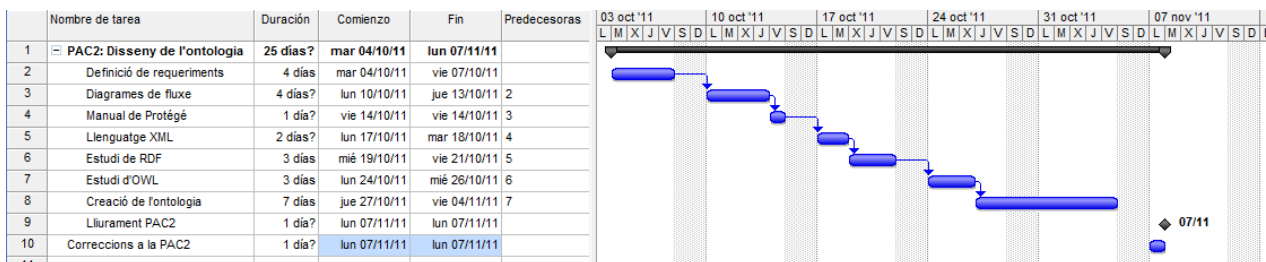 Nombre de tarea Duración Comienzo Fin Predecesoras 03 oct '11 10 oct '11 17 oct '11 24 oct '11 31 oct '11 07 nov '11
L M X J V S D L M X J V S D L M X J V S D L M X J V S D L M X J V S D L M X J V S D
1 PAC2: Disseny de l'ontologia 25 días? mar 04/10/11 lun 07/11/11
2 Definició de requeriments 4 días mar 04/10/11 vie 07/10/11
3 Diagrames de fluxe 4 días? lun 10/10/11 jue 13/10/11 2
4 Manual de Protégé 1 día? vie 14/10/11 vie 14/10/11 3
5 Llenguatge XML 2 días? lun 17/10/11 mar 18/10/11 4
6 Estudi de RDF 3 días mié 19/10/11 vie 21/10/11 5
7 Estudi d'OWL 3 días lun 24/10/11 mié 26/10/11 6
8 Creació de l'ontologia 7 días jue 27/10/11 vie 04/11/11 7
9 Lliurament PAC2 1 día? lun 07/11/11 lun 07/11/11 07/11
10 Correccions a la PAC2 1 día? lun 07/11/11 lun 07/11/11